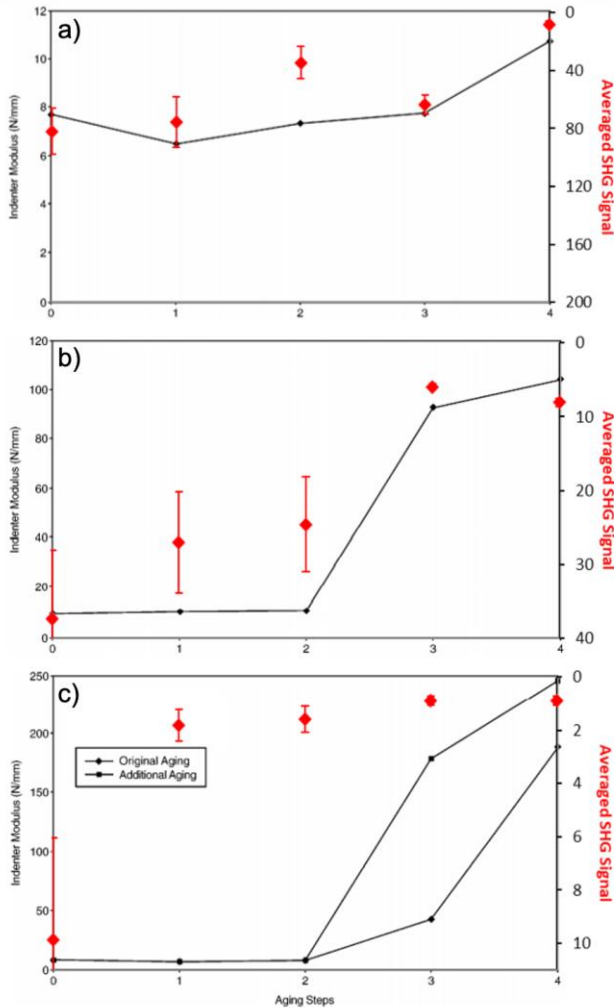 a)
12
10
8
6
4
2
0
Indenter Modulus (N/mm)
0 1 2 3 4
0
40
80
120
160
200
Averaged SHG Signal
b)
120
100
80
60
40
20
0
Indenter Modulus (N/mm)
0 1 2 3 4
0
10
20
30
40
Averaged SHG Signal
c)
250
200
150
100
50
0
Indenter Modulus (N/mm)
Original Aging
Additional Aging
0 1 2 3 4
Aging Steps
0
2
4
6
8
10
Averaged SHG Signal